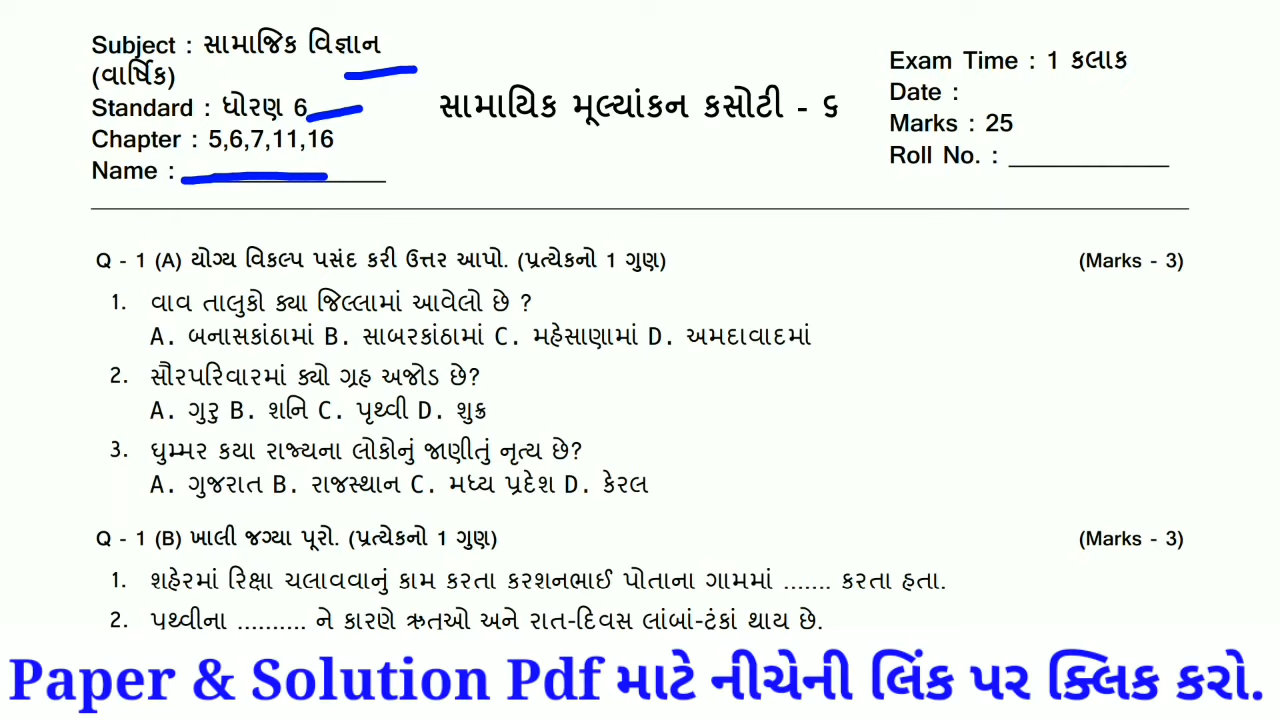 Subject : સામાજિક વિજ્ઞાન
(વાર્ષિક)
Standard : ધોરણ 6
Chapter : 5,6,7,11,16
Name : ________________
સામાયિક મૂલ્યાંકન કસોટી - ૬
Exam Time : 1 કલાક
Date :
Marks : 25
Roll No. : ____________
Q - 1 (A) યોગ્ય વિકલ્પ પસંદ કરી ઉત્તર આપો. (પ્રત્યેકનો 1 ગુણ) (Marks - 3)
1. વાવ તાલુકો ક્યા જિલ્લામાં આવેલો છે ?
A. બનાસકાંઠામાં B. સાબરકાંઠામાં C. મહેસાણામાં D. અમદાવાદમાં
2. સૌરપરિવારમાં ક્યો ગ્રહ અજોડ છે?
A. ગુરુ B. શનિ C. પૃથ્વી D. શુક્ર
3. ઘુમ્મર કયા રાજ્યના લોકોનું જાણીતું નૃત્ય છે?
A. ગુજરાત B. રાજસ્થાન C. મધ્ય પ્રદેશ D. કેરલ
Q - 1 (B) ખાલી જગ્યા પૂરો. (પ્રત્યેકનો 1 ગુણ) (Marks - 3)
1. શહેરમાં રિક્ષા ચલાવવાનું કામ કરતા કરશનભાઈ પોતાના ગામમાં ....... કરતા હતા.
2. પૃથ્વીના .......... ને કારણે ઋતુઓ અને રાત-દિવસ લાંબાં-ટૂંકાં થાય છે.
Paper & Solution Pdf માટે નીચેની લિંક પર ક્લિક કરો.